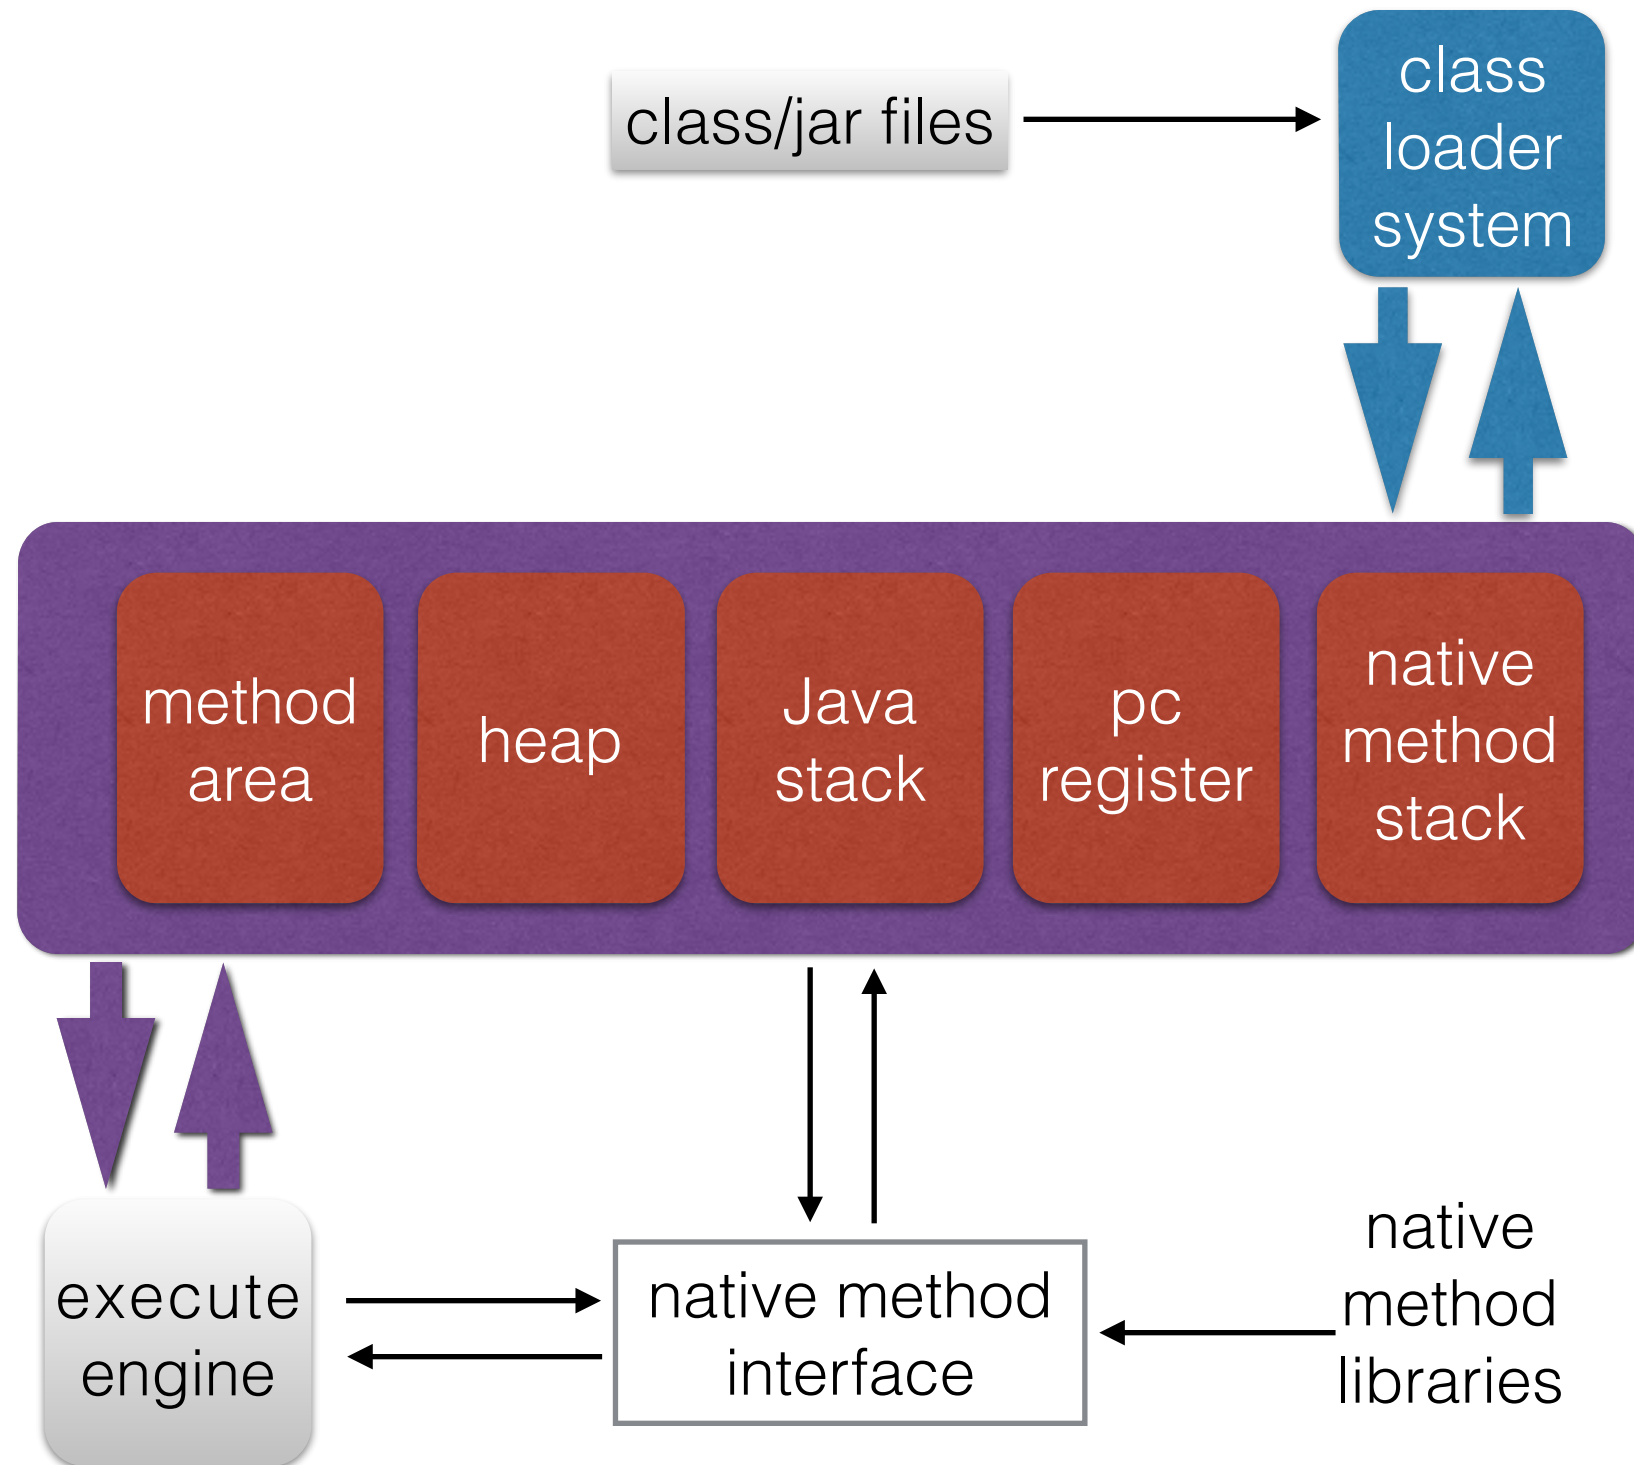 class/jar files
class
loader
system
method
area
heap
Java
stack
pc
register
native
method
stack
execute
engine
native method
interface
native
method
libraries